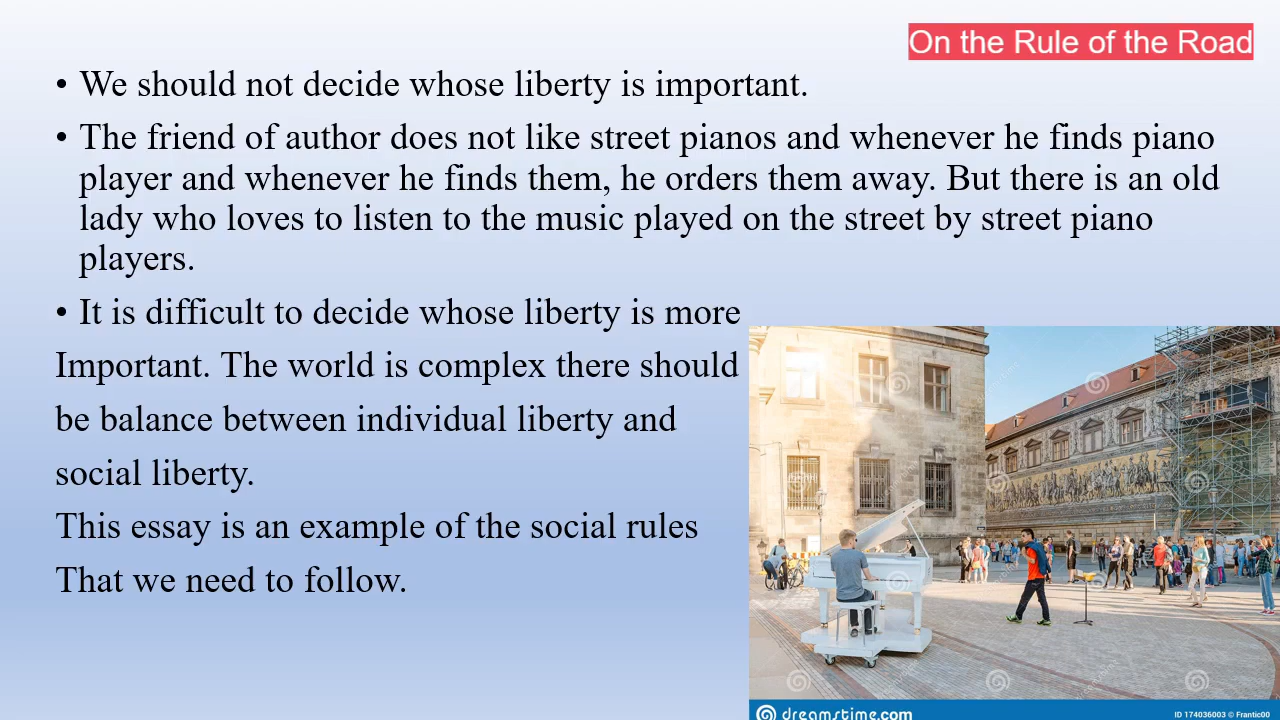 On the Rule of the Road
• We should not decide whose liberty is important.
• The friend of author does not like street pianos and whenever he finds piano
player and whenever he finds them, he orders them away. But there is an old
lady who loves to listen to the music played on the street by street piano
players.
• It is difficult to decide whose liberty is more
Important. The world is complex there should
be balance between individual liberty and
social liberty.
This essay is an example of the social rules
That we need to follow.
dreamstime.com
ID 174036003 © Frantic00